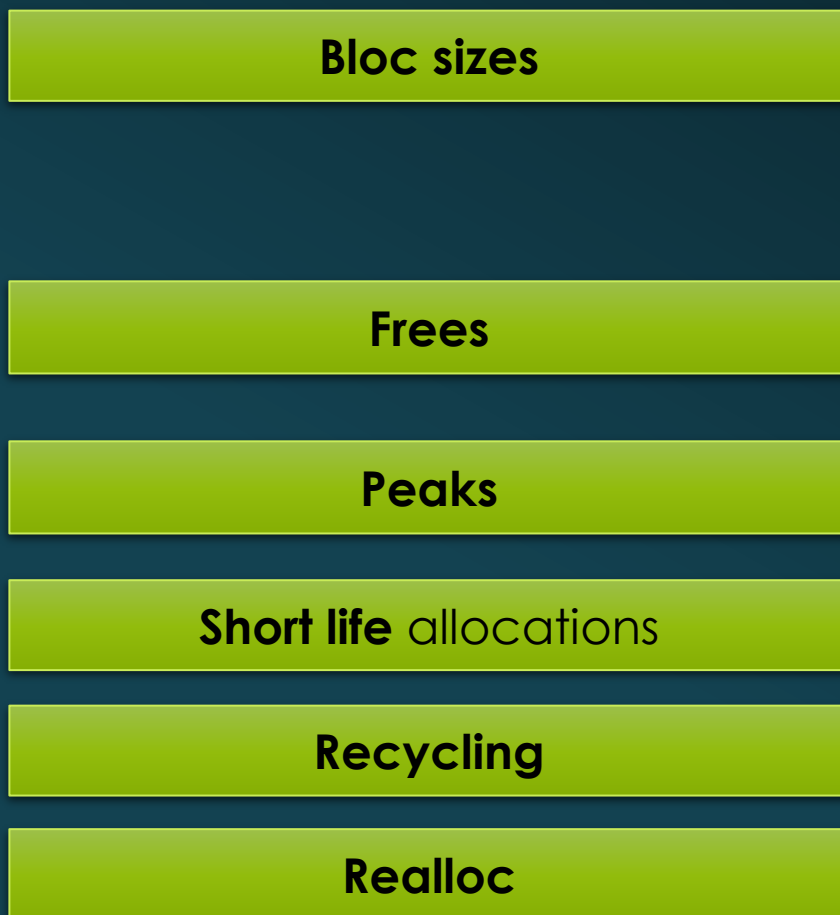 Bloc sizes
Frees
Peaks
Short life allocations
Recycling
Realloc